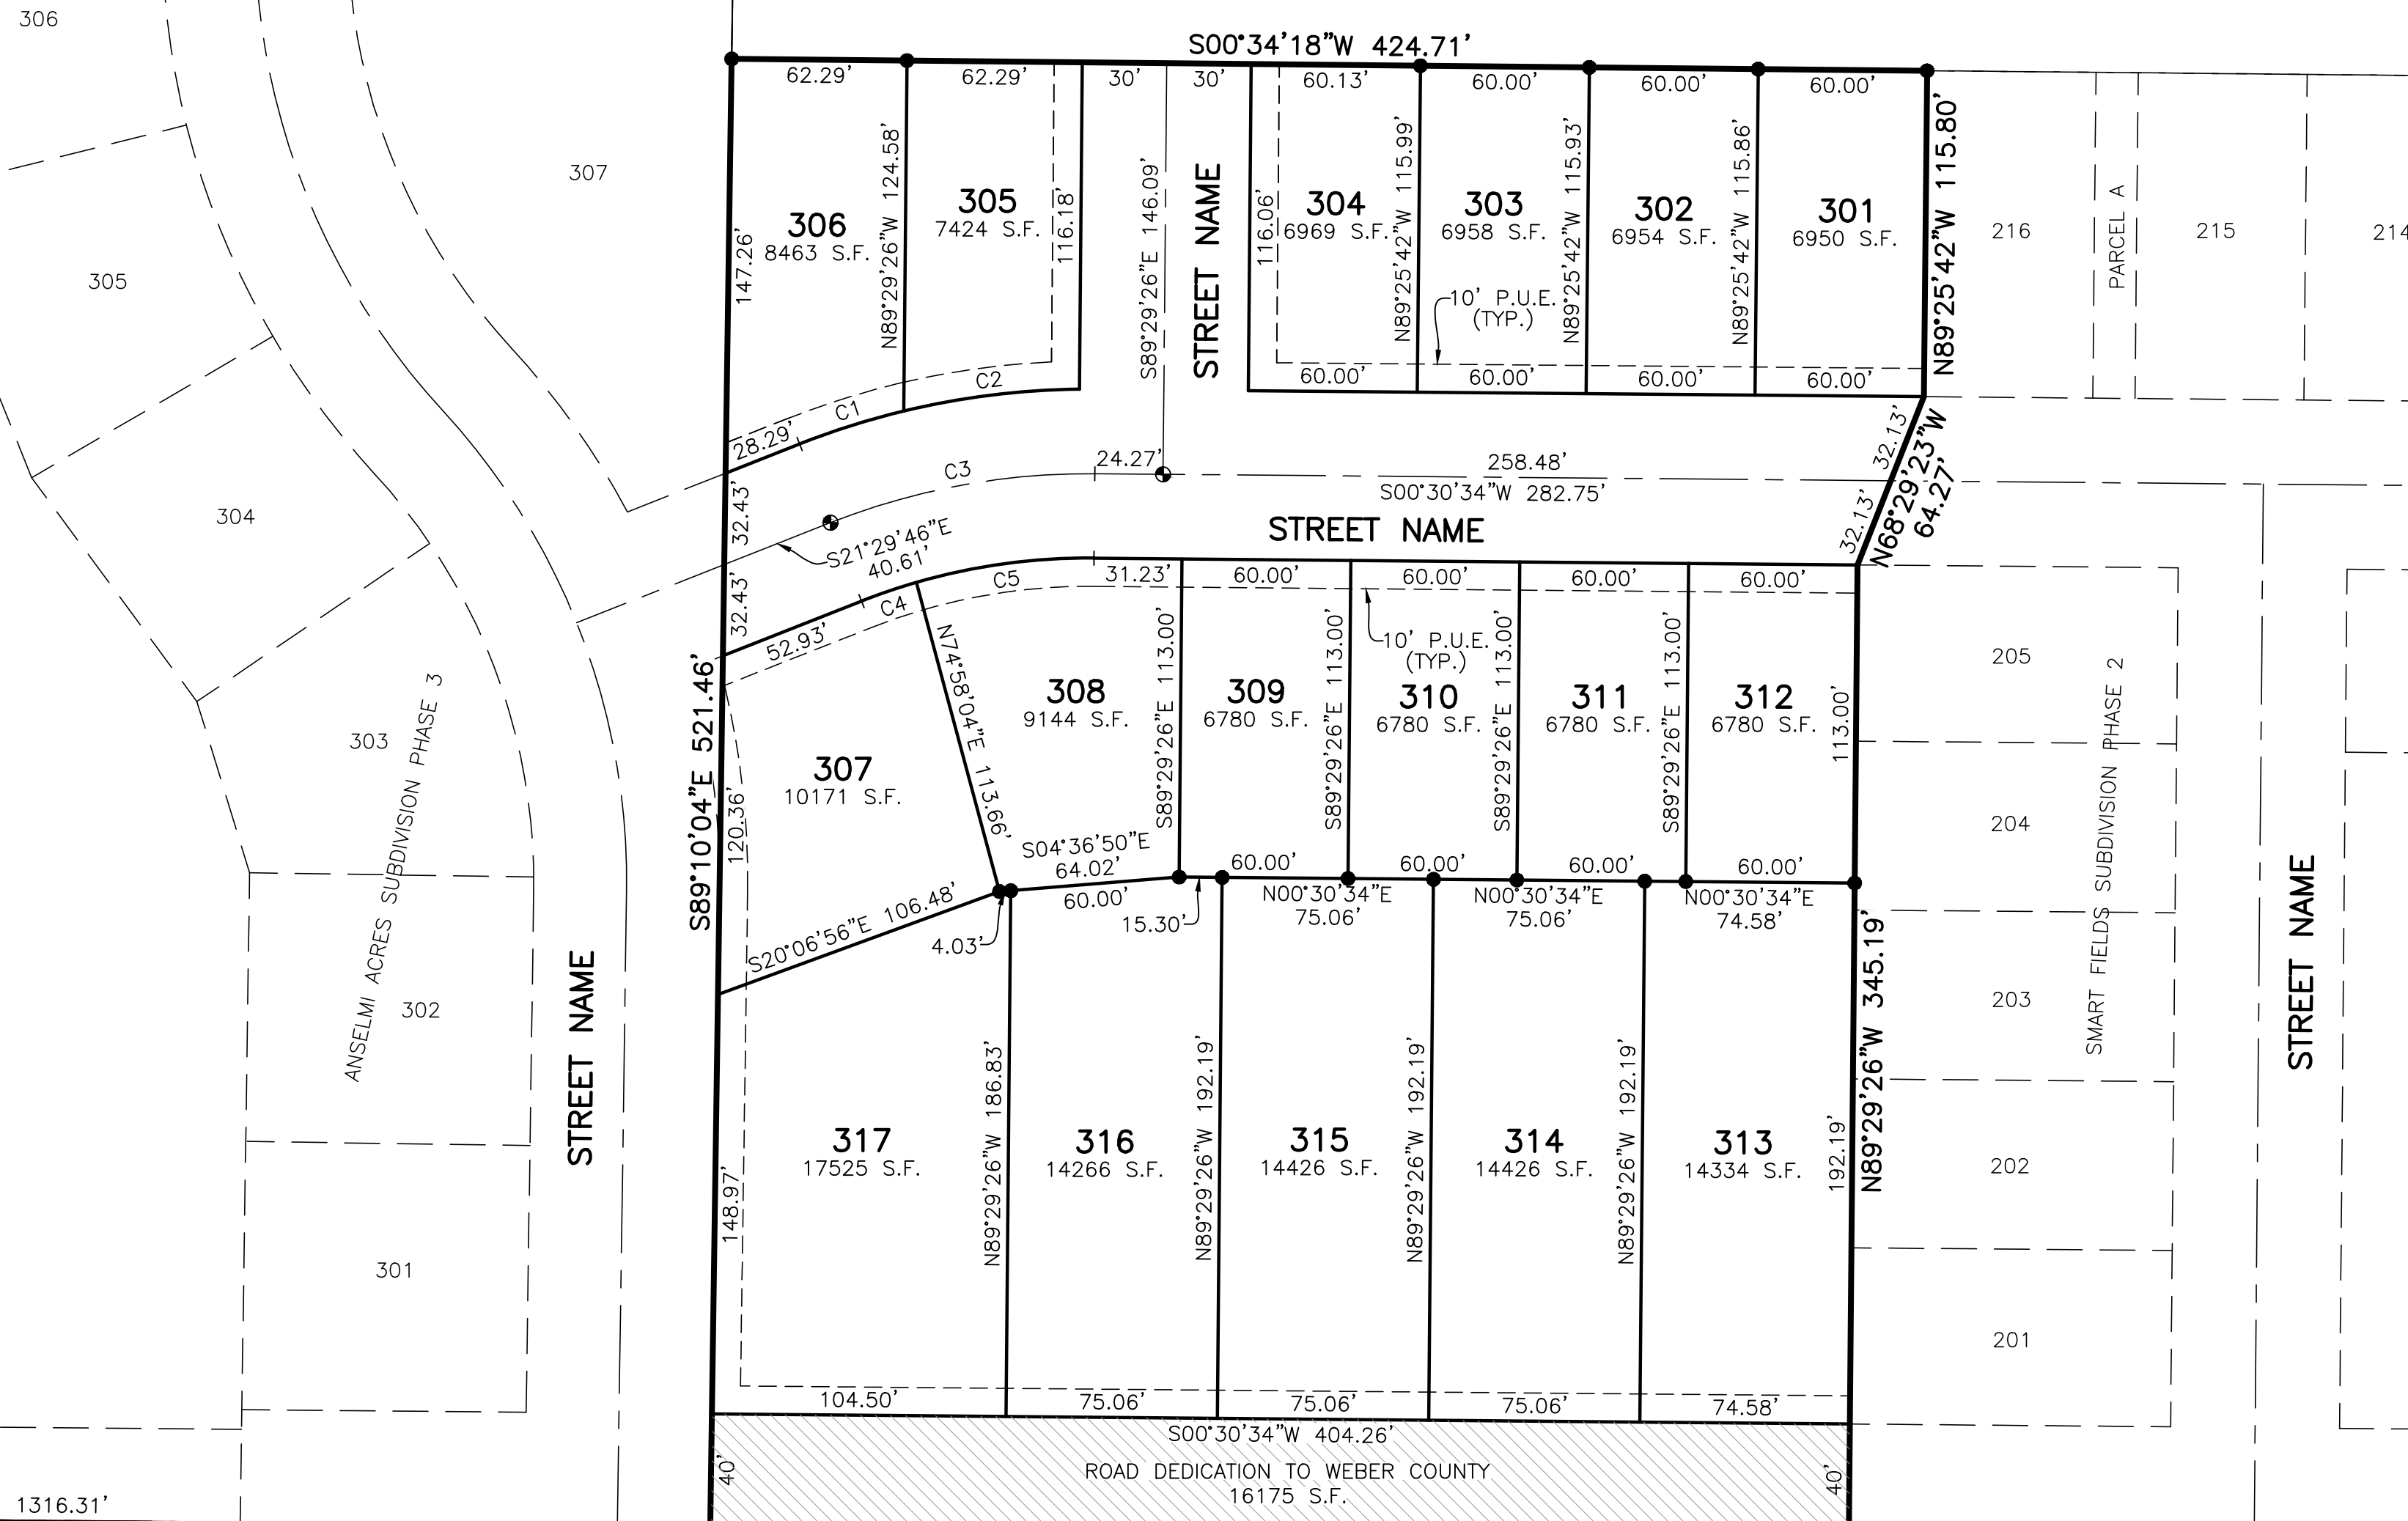 306
S00°34'18"W 424.71'
62.29'
62.29'
30'
30'
60.13'
60.00'
60.00'
60.00'
307
305
147.26'
306
8463 S.F.
N89°29'26"W 124.58'
305
7424 S.F.
116.18'
S89°29'26"E 146.09'
STREET NAME
116.06'
304
6969 S.F.
N89°25'42"W 115.99'
303
6958 S.F.
N89°25'42"W 115.93'
302
6954 S.F.
N89°25'42"W 115.86'
301
6950 S.F.
N89°25'42"W 115.80'
216
PARCEL A
215
214
10' P.U.E.
(TYP.)
28.29'
C1
C2
60.00'
60.00'
60.00'
60.00'
304
32.43'
C3
24.27'
258.48'
S00°30'34"W 282.75'
32.13'
32.13'
N68°29'23"W
64.27'
S21°29'46"E
40.61'
STREET NAME
32.43'
52.93'
C4
C5
31.23'
60.00'
60.00'
60.00'
60.00'
10' P.U.E.
(TYP.)
303
ANSELMI ACRES SUBDIVISION PHASE 3
S89°10'04"E 521.46'
120.36'
307
10171 S.F.
N74°58'04"E 113.66'
308
9144 S.F.
S89°29'26"E 113.00'
309
6780 S.F.
S89°29'26"E 113.00'
310
6780 S.F.
S89°29'26"E 113.00'
311
6780 S.F.
S89°29'26"E 113.00'
312
6780 S.F.
113.00'
205
SMART FIELDS SUBDIVISION PHASE 2
204
STREET NAME
S04°36'50"E
64.02'
60.00'
60.00'
60.00'
60.00'
60.00'
S20°06'56"E 106.48'
4.03'
15.30'
N00°30'34"E
75.06'
N00°30'34"E
75.06'
N00°30'34"E
74.58'
302
STREET NAME
203
N89°29'26"W 345.19'
148.97'
317
17525 S.F.
N89°29'26"W 186.83'
316
14266 S.F.
N89°29'26"W 192.19'
315
14426 S.F.
N89°29'26"W 192.19'
314
14426 S.F.
N89°29'26"W 192.19'
313
14334 S.F.
192.19'
202
301
201
104.50'
75.06'
75.06'
75.06'
74.58'
S00°30'34"W 404.26'
40'
ROAD DEDICATION TO WEBER COUNTY
16175 S.F.
40'
1316.31'